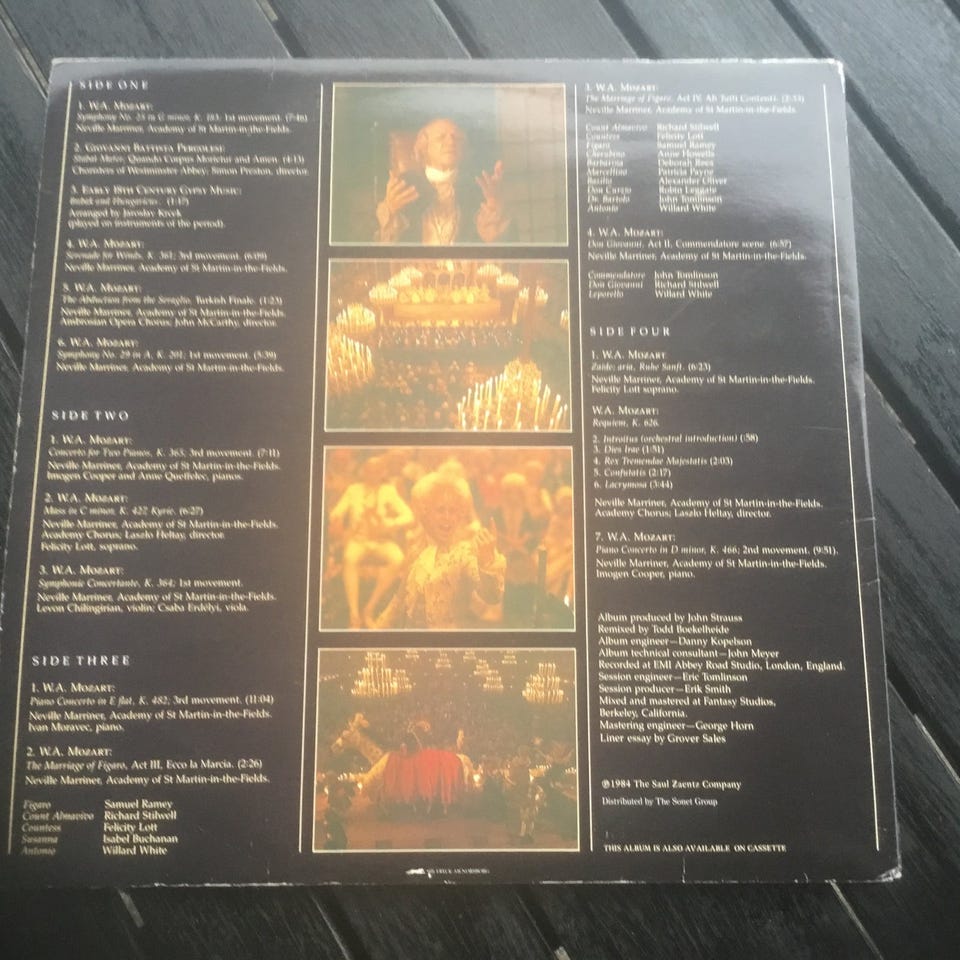 SIDE ONE
1. W.A. MOZART:
Symphony No. 25 in G minor, K. 183; 1st movement. (7:46)
Neville Marriner, Academy of St Martin-in-the-Fields.
2. GIOVANNI BATTISTA PERGOLESI:
Stabat Mater, Quando Corpus Morietur and Amen. (4:13)
Choristers of Westminster Abbey; Simon Preston, director.
3. EARLY 18TH CENTURY GYPSY MUSIC:
Bubak and Hungaricus. (1:17)
Arranged by Jaroslav Krcek
(played on instruments of the period).
4. W.A. MOZART:
Serenade for Winds, K. 361; 3rd movement. (6:09)
Neville Marriner, Academy of St Martin-in-the-Fields.
5. W.A. MOZART:
The Abduction from the Seraglio, Turkish Finale. (1:23)
Neville Marriner, Academy of St Martin-in-the-Fields.
Ambrosian Opera Chorus; John McCarthy, director.
6. W.A. MOZART:
Symphony No. 29 in A, K. 201; 1st movement. (5:39)
Neville Marriner, Academy of St Martin-in-the-Fields.
SIDE TWO
1. W.A. MOZART:
Concerto for Two Pianos, K. 365, 3rd movement. (7:11)
Neville Marriner, Academy of St Martin-in-the-Fields.
Imogen Cooper and Anne Queffelec, pianos.
2. W.A. MOZART:
Mass in C minor, K. 427, Kyrie. (6:27)
Neville Marriner, Academy of St Martin-in-the-Fields.
Academy Chorus; Laszlo Heltay, director.
Felicity Lott, soprano.
3. W.A. MOZART:
Symphonie Concertante, K. 364; 1st movement.
Neville Marriner, Academy of St Martin-in-the-Fields.
Levon Chilingirian, violin; Csaba Erdélyi, viola.
SIDE THREE
1. W.A. MOZART:
Piano Concerto in E flat, K. 482; 3rd movement. (11:04)
Neville Marriner, Academy of St Martin-in-the-Fields.
Ivan Moravec, piano.
2. W.A. MOZART:
The Marriage of Figaro, Act III, Ecco la Marcia. (2:26)
Neville Marriner, Academy of St Martin-in-the-Fields.
Figaro Samuel Ramey
Count Almavivo Richard Stilwell
Countess Felicity Lott
Susanna Isabel Buchanan
Antonio Willard White
3. W.A. MOZART:
The Marriage of Figaro, Act IV, Ah Tutti Contenti. (2:53)
Neville Marriner, Academy of St Martin-in-the-Fields.
Count Almavivo Richard Stilwell
Countess Felicity Lott
Figaro Samuel Ramey
Cherubino Anne Howells
Barbarina Deborah Rees
Marcellina Patricia Payne
Basilio Alexander Oliver
Don Curzio Robin Leggate
Dr. Bartolo John Tomlinson
Antonio Willard White
4. W.A. MOZART:
Don Giovanni, Act II, Commendatore scene. (6:57)
Neville Marriner, Academy of St Martin-in-the-Fields.
Commendatore John Tomlinson
Don Giovanni Richard Stilwell
Leporello Willard White
SIDE FOUR
1. W.A. MOZART
Zaide: aria, Ruhe Sanft. (6:23)
Neville Marriner, Academy of St Martin-in-the-Fields.
Felicity Lott soprano.
W.A. MOZART:
Requiem, K. 626.
2. Introitus (orchestral introduction) (:58)
3. Dies Irae (1:51)
4. Rex Tremendae Majestatis (2:03)
5. Confutatis (2:17)
6. Lacrymosa (3:44)
Neville Marriner, Academy of St Martin-in-the-Fields.
Academy Chorus; Laszlo Heltay, director.
7. W.A. MOZART:
Piano Concerto in D minor, K. 466; 2nd movement. (9:51).
Neville Marriner, Academy of St Martin-in-the-Fields.
Imogen Cooper, piano.
Album produced by John Strauss
Remixed by Todd Boekelheide
Album engineer—Danny Kopelson
Album technical consultant—John Meyer
Recorded at EMI Abbey Road Studio, London, England.
Session engineer—Eric Tomlinson
Session producer—Erik Smith
Mixed and mastered at Fantasy Studios,
Berkeley, California.
Mastering engineer—George Horn
Liner essay by Grover Sales
℗1984 The Saul Zaentz Company
Distributed by The Sonet Group
THIS ALBUM IS ALSO AVAILABLE ON CASSETTE